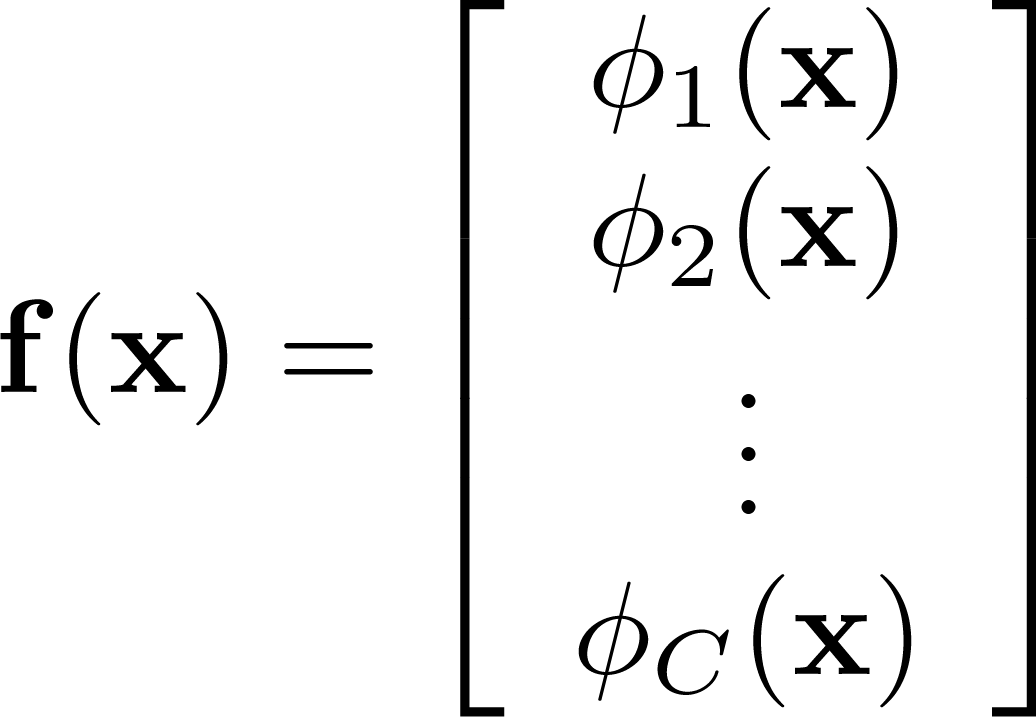 f(x) = [ ϕ₁(x)
ϕ₂(x)
⋮
ϕ_C(x) ]